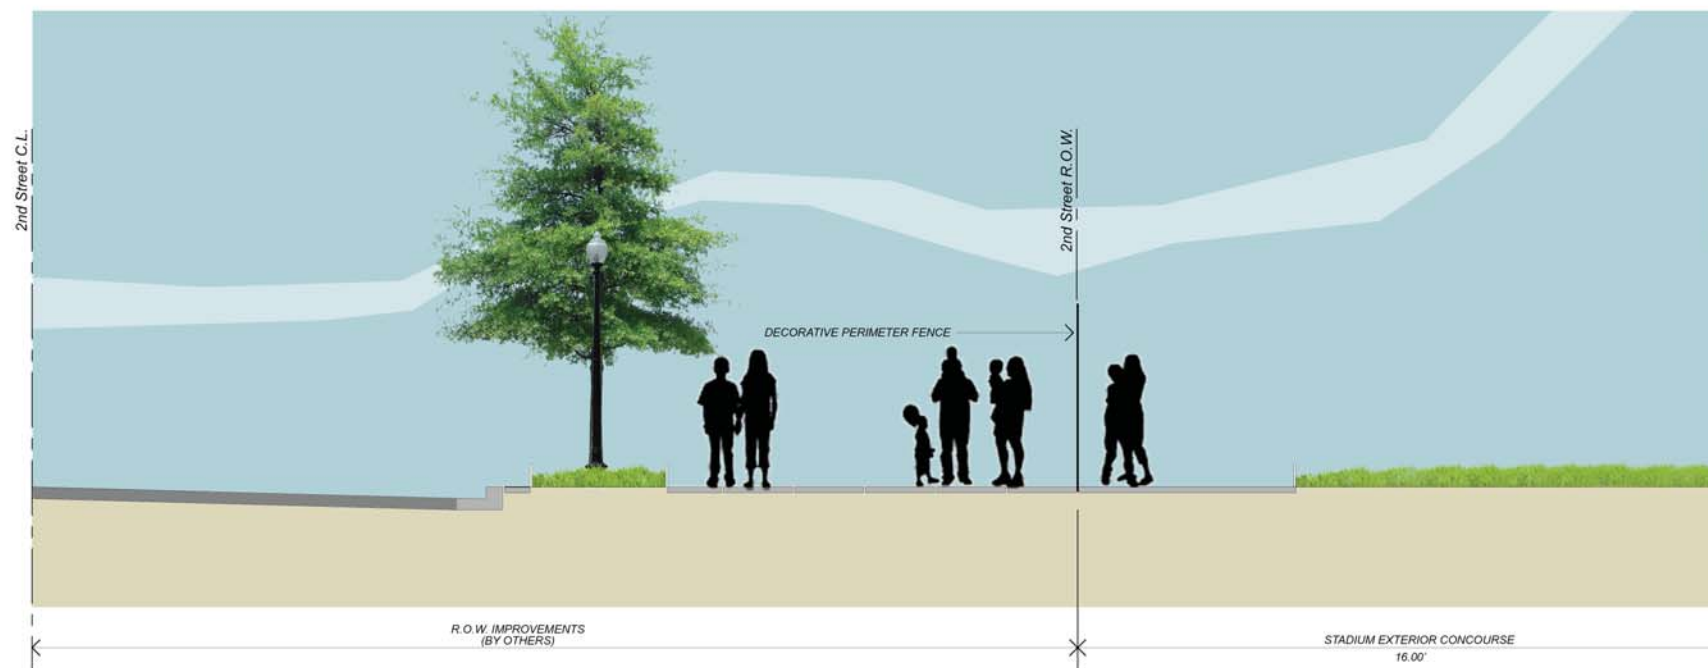 2nd Street C.L.
2nd Street R.O.W.
DECORATIVE PERIMETER FENCE
R.O.W. IMPROVEMENTS
(BY OTHERS)
STADIUM EXTERIOR CONCOURSE
16.00'